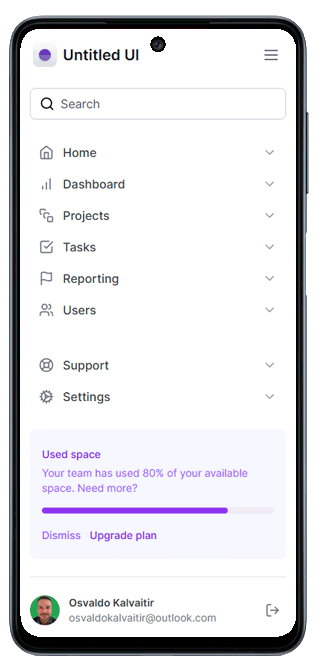 Untitled UI
Search
Home
Dashboard
Projects
Tasks
Reporting
Users
Support
Settings
Used space
Your team has used 80% of your available
space. Need more?
Dismiss Upgrade plan
Osvaldo Kalvaitir
osvaldokalvaitir@outlook.com